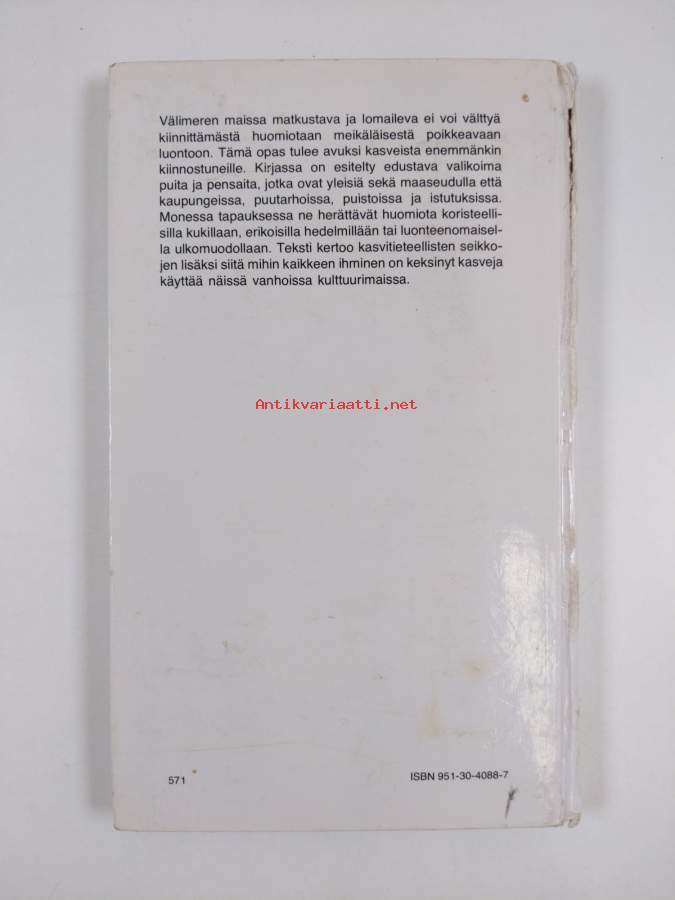 Välimeren maissa matkustava ja lomaileva ei voi välttyä
kiinnittämästä huomiotaan meikäläisestä poikkeavaan
luontoon. Tämä opas tulee avuksi kasveista enemmänkin
kiinnostuneille. Kirjassa on esitelty edustava valikoima
puita ja pensaita, jotka ovat yleisiä sekä maaseudulla että
kaupungeissa, puutarhoissa, puistoissa ja istutuksissa.
Monessa tapauksessa ne herättävät huomiota koristeelli-
silla kukillaan, erikoisilla hedelmillään tai luonteenomaisel-
la ulkomuodollaan. Teksti kertoo kasvitieteellisten seikko-
jen lisäksi siitä mihin kaikkeen ihminen on keksinyt kasveja
käyttää näissä vanhoissa kulttuurimaissa.
Antikvariaatti.net
571
ISBN 951-30-4088-7